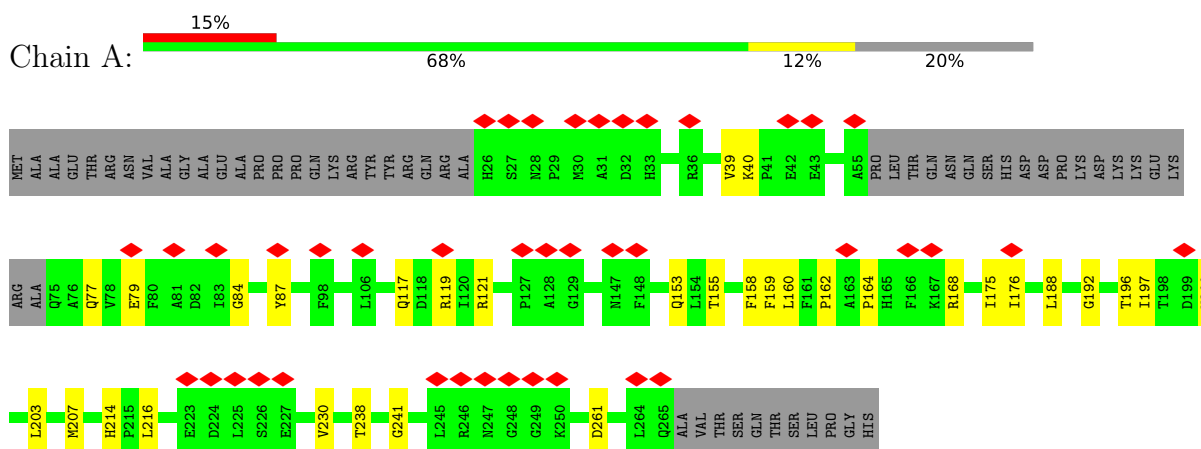 15%
Chain A:
68% 12% 20%
MET ALA ALA GLU THR ARG ASN VAL ALA GLY ALA GLU ALA PRO PRO PRO GLN LYS ARG TYR TYR ARG GLN ARG ALA H26 S27 N28 P29 M30 A31 D32 H33 R36 V39 K40 P41 E42 E43 A55 PRO LEU THR GLN ASN GLN SER HIS ASP ASP PRO LYS ASP LYS LYS GLU LYS
ARG ALA Q75 A76 Q77 V78 E79 F80 A81 D82 I83 G84 Y87 F98 L106 Q117 D118 R119 I120 R121 P127 A128 G129 N147 F148 Q153 L154 T155 F158 F159 L160 F161 P162 A163 P164 H165 F166 K167 R168 I175 I176 L188 G192 T196 I197 T198 D199
L203 M207 H214 P215 L216 E223 D224 L225 S226 E227 V230 T238 G241 L245 R246 N247 G248 G249 K250 D261 L264 Q265 ALA VAL THR SER GLN THR SER LEU PRO GLY HIS